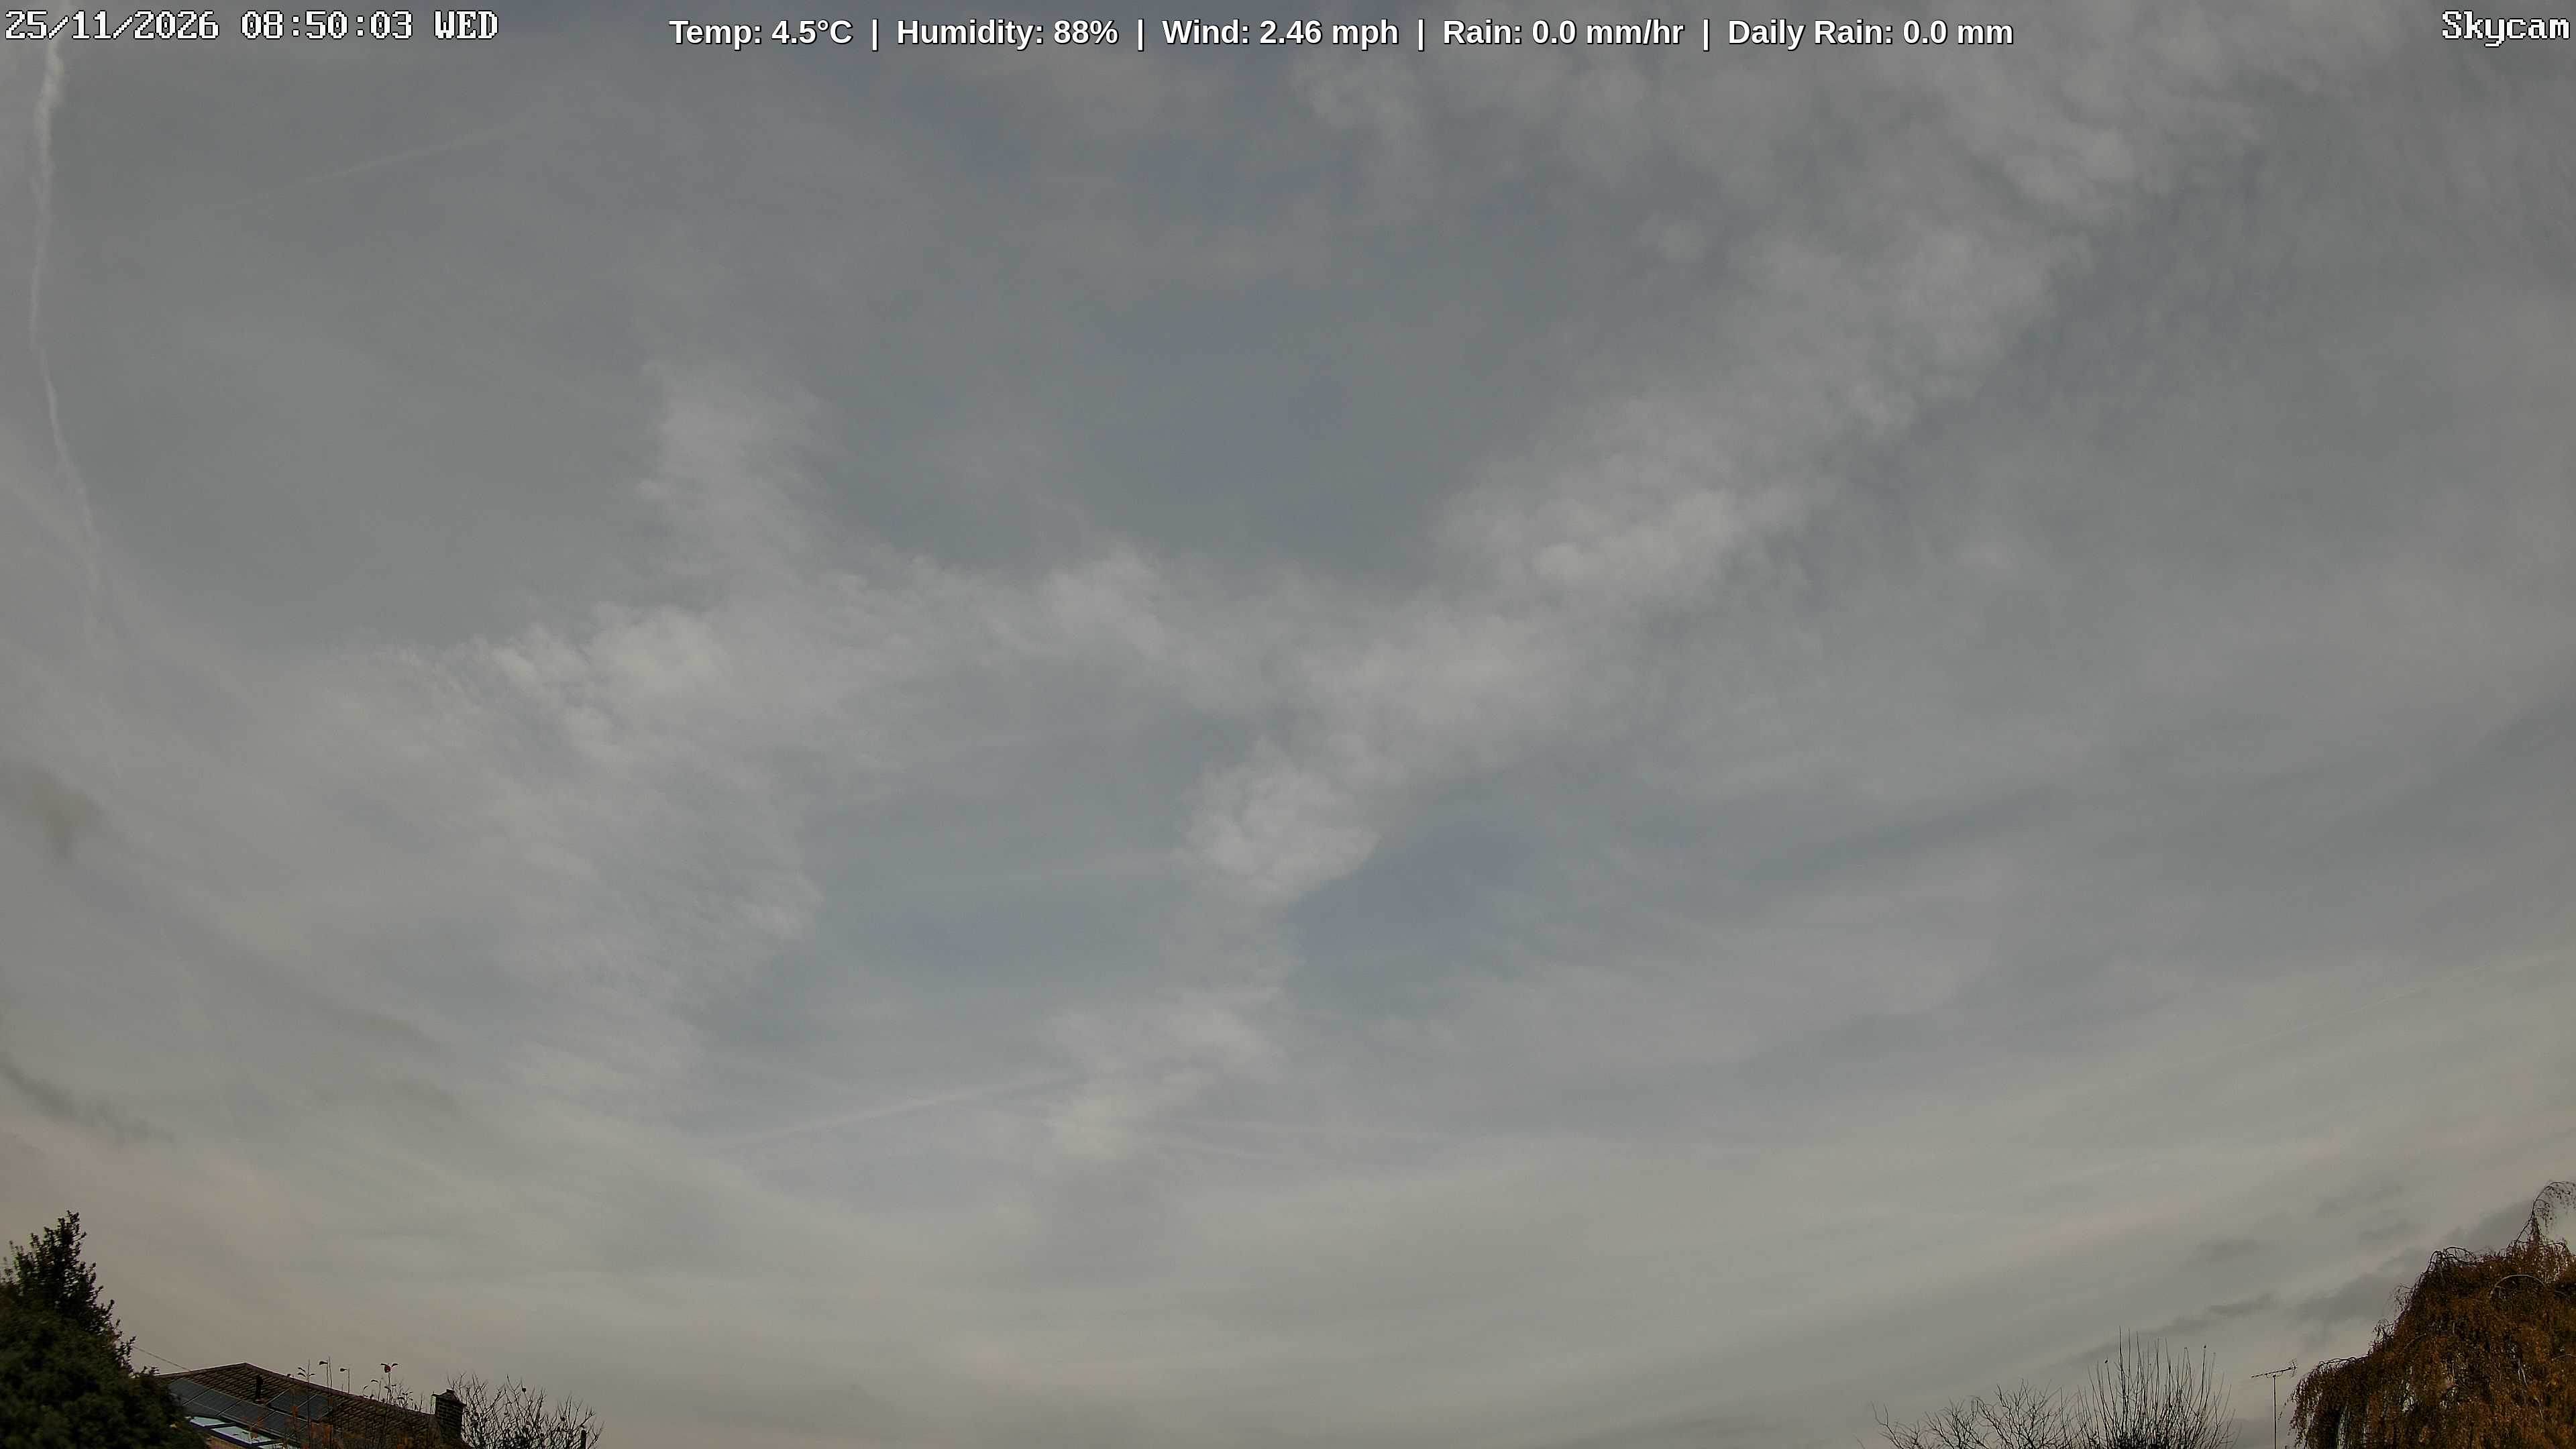 25/11/2026 08:50:03 WED
Temp: 4.5°C | Humidity: 88% | Wind: 2.46 mph | Rain: 0.0 mm/hr | Daily Rain: 0.0 mm
Skycam